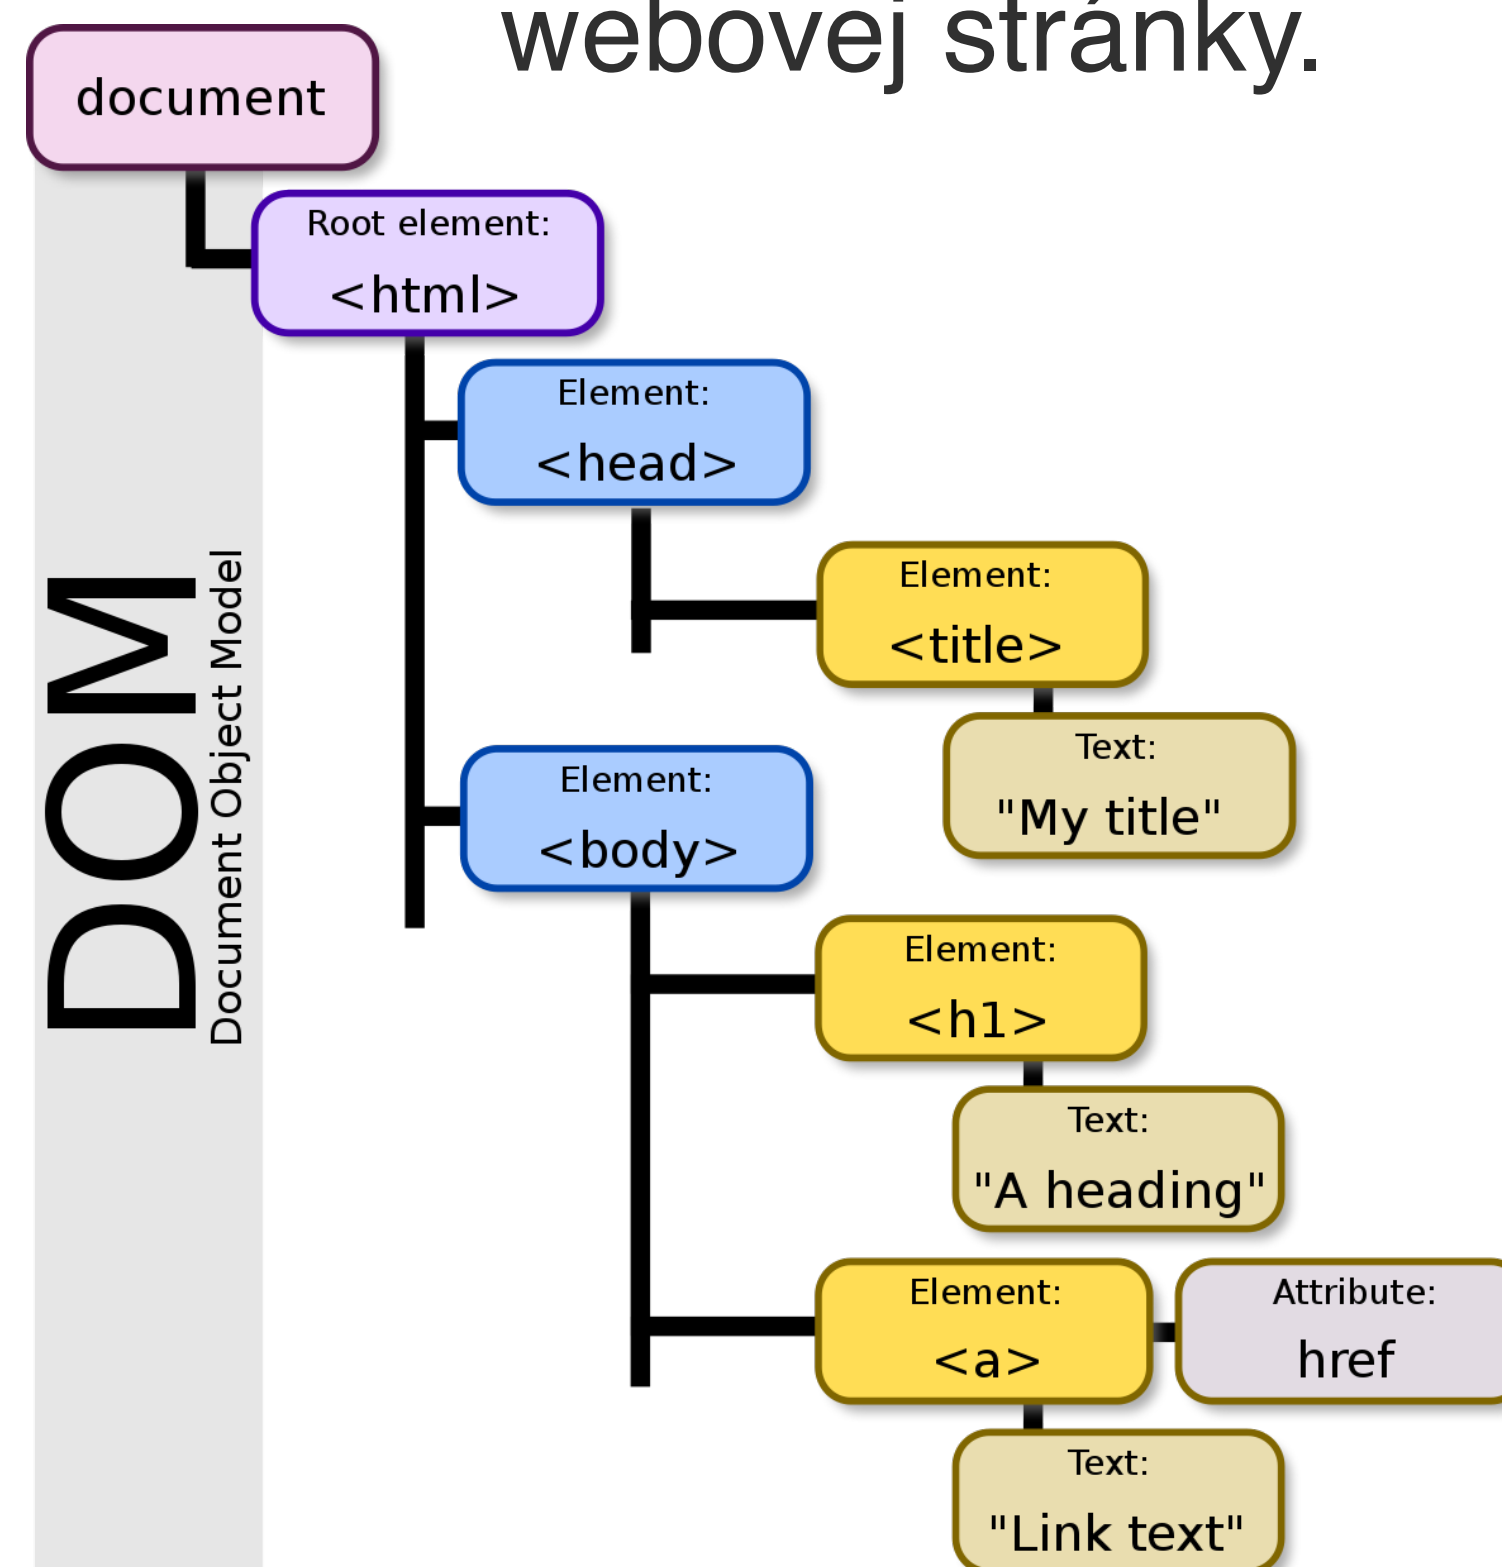 webovej stránky.
document
Root element:
<html>
Element:
<head>
Element:
<title>
Text:
"My title"
Element:
<body>
Element:
<h1>
Text:
"A heading"
Element:
<a>
Attribute:
href
Text:
"Link text"
DOM
Document Object Model